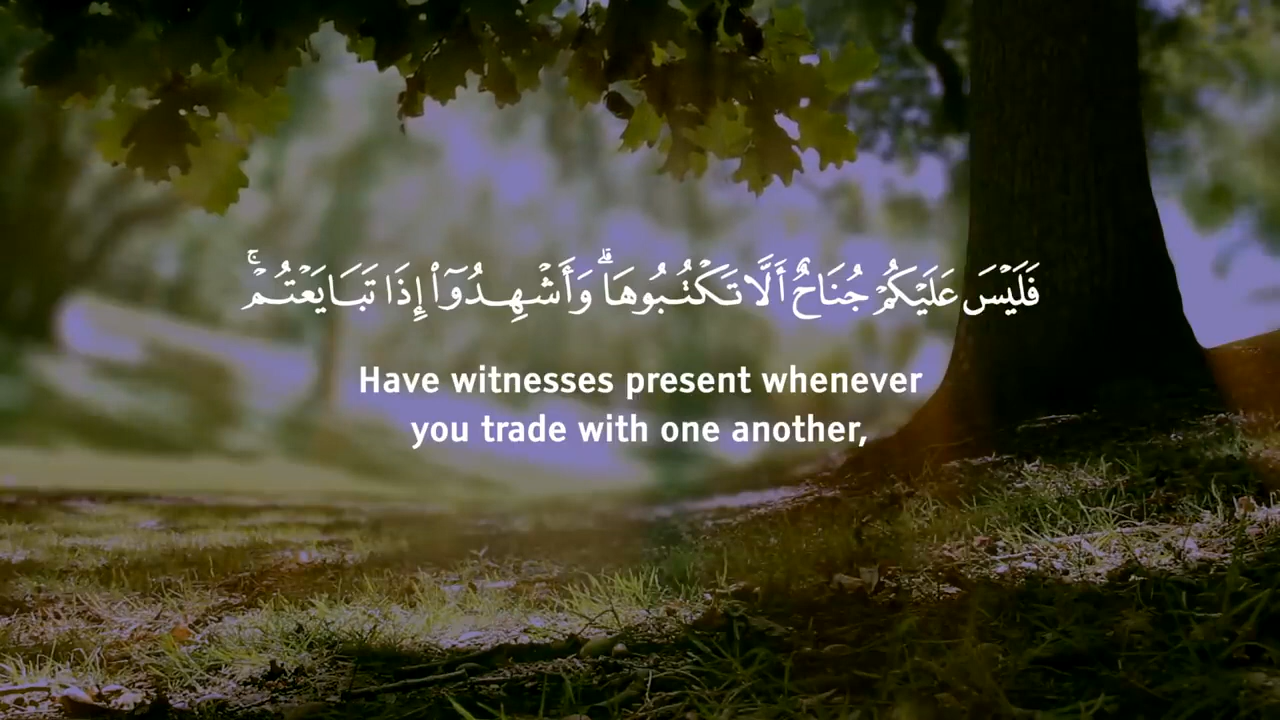 فَلَيْسَ عَلَيْكُمْ جُنَاحٌ أَلَّا تَكْتُبُوهَا ۗ وَأَشْهِدُوٓا۟ إِذَا تَبَايَعْتُمْ ۚ
Have witnesses present whenever
you trade with one another,